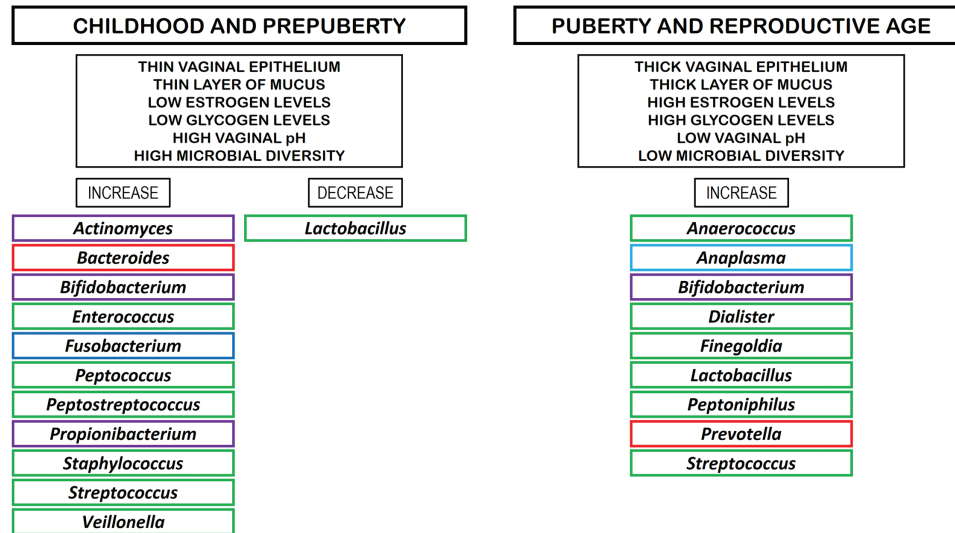 CHILDHOOD AND PREPUBERTY
THIN VAGINAL EPITHELIUM
THIN LAYER OF MUCUS
LOW ESTROGEN LEVELS
LOW GLYCOGEN LEVELS
HIGH VAGINAL pH
HIGH MICROBIAL DIVERSITY
INCREASE
Actinomyces
Bacteroides
Bifidobacterium
Enterococcus
Fusobacterium
Peptococcus
Peptostreptococcus
Propionibacterium
Staphylococcus
Streptococcus
Veillonella
DECREASE
Lactobacillus
PUBERTY AND REPRODUCTIVE AGE
THICK VAGINAL EPITHELIUM
THICK LAYER OF MUCUS
HIGH ESTROGEN LEVELS
HIGH GLYCOGEN LEVELS
LOW VAGINAL pH
LOW MICROBIAL DIVERSITY
INCREASE
Anaerococcus
Anaplasma
Bifidobacterium
Dialister
Finegoldia
Lactobacillus
Peptoniphilus
Prevotella
Streptococcus